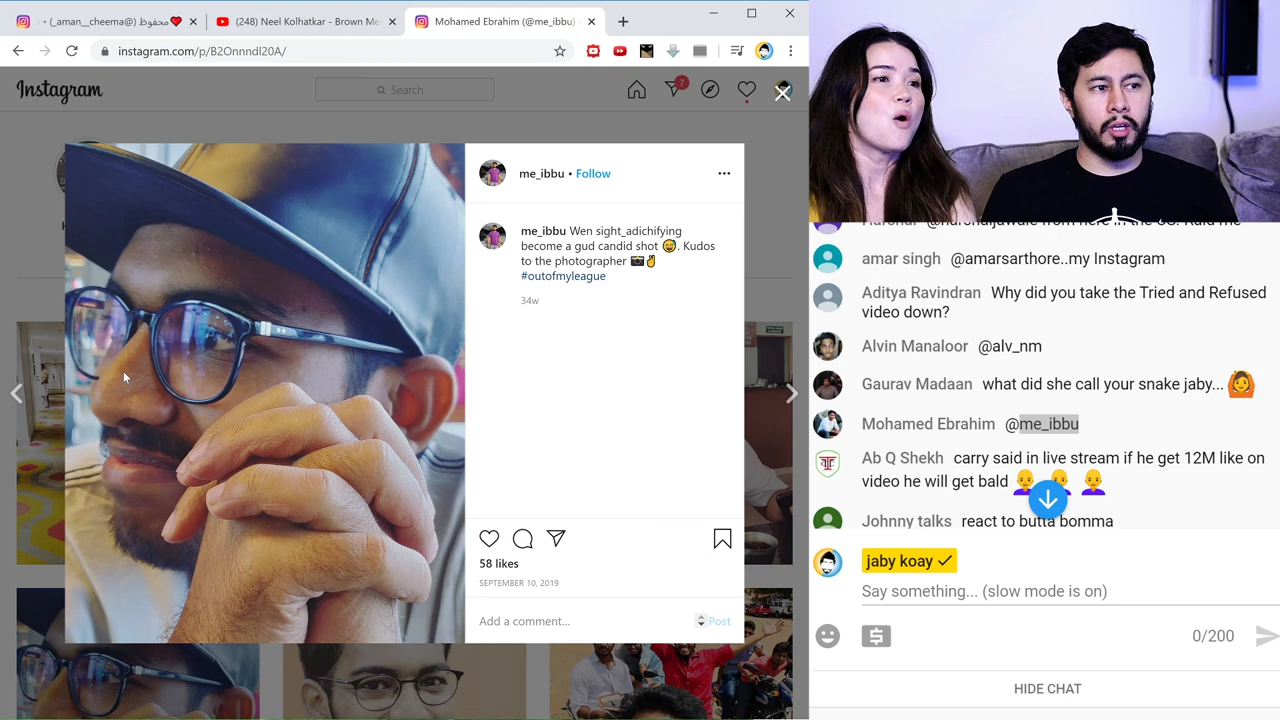 محفوظ❤️ (@_aman__cheema) •
(248) Neel Kolhatkar - Brown Me
Mohamed Ebrahim (@me_ibbu) •
instagram.com/p/B2Onnndl20A/
Instagram
Search
7
me_ibbu • Follow
me_ibbu Wen sight_adichifying
become a gud candid shot 😅. Kudos
to the photographer 📸✌
#outofmyleague
34w
58 likes
SEPTEMBER 10, 2019
Add a comment...
Post
amar singh @amarsarthore..my Instagram
Aditya Ravindran Why did you take the Tried and Refused
video down?
Alvin Manaloor @alv_nm
Gaurav Madaan what did she call your snake jaby... 🙆
Mohamed Ebrahim @me_ibbu
Ab Q Shekh carry said in live stream if he get 12M like on
video he will get bald 👩‍🦲 👩‍🦲 👩‍🦲
Johnny talks react to butta bomma
jaby koay ✓
Say something... (slow mode is on)
0/200
HIDE CHAT